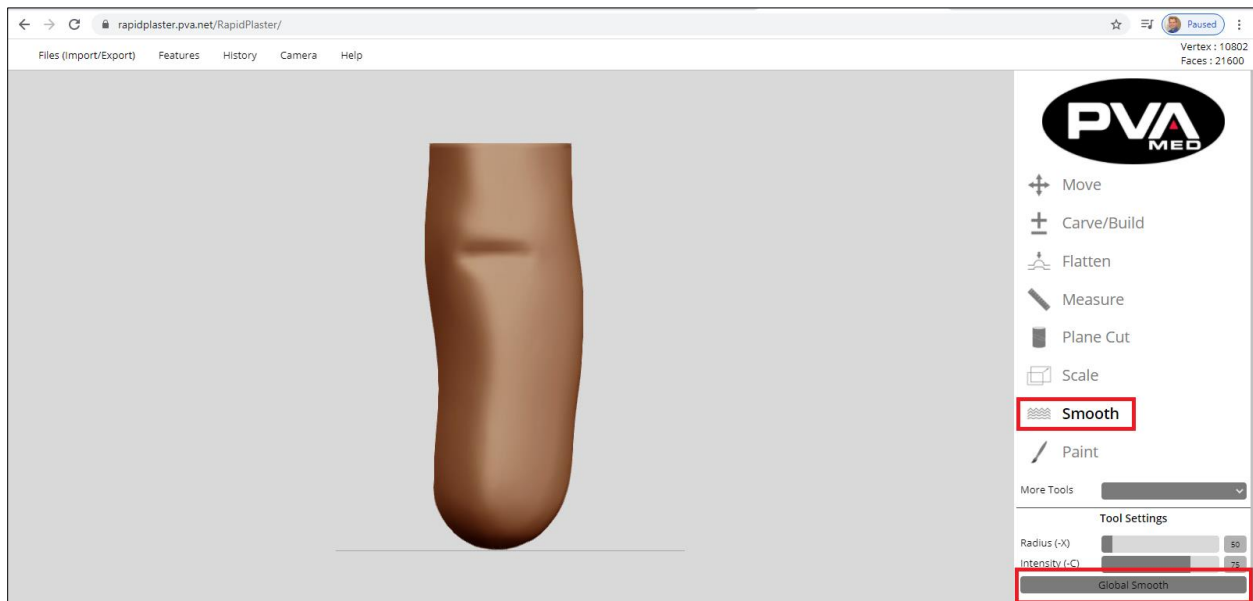 rapidplaster.pva.net/RapidPlaster/
Paused
Files (Import/Export) Features History Camera Help
Vertex : 10802
Faces : 21600
PVA
MED
Move
Carve/Build
Flatten
Measure
Plane Cut
Scale
Smooth
Paint
More Tools
Tool Settings
Radius (-X) 50
Intensity (-C) 75
Global Smooth